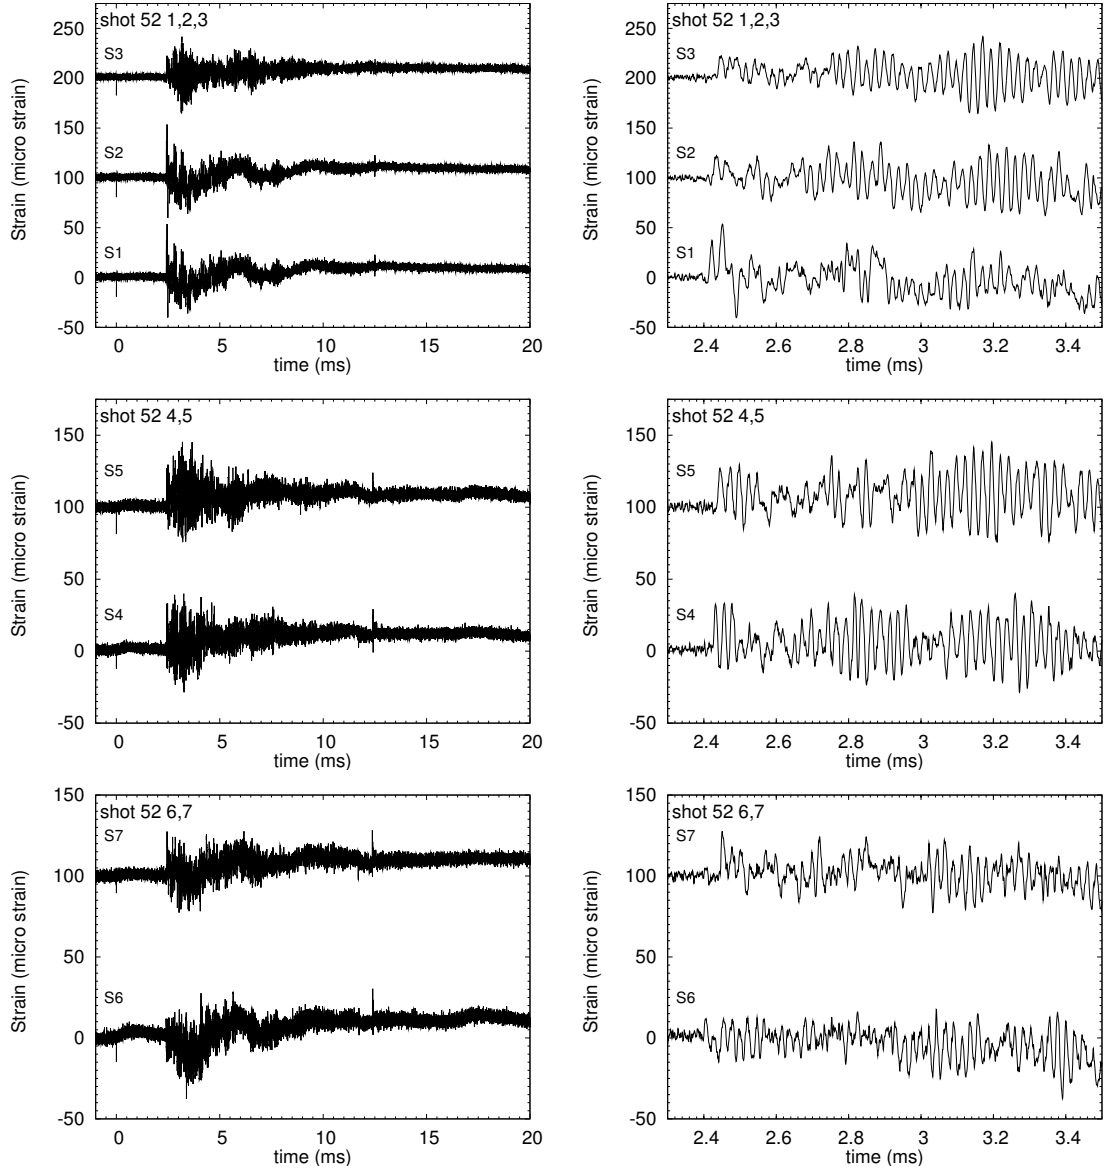 shot 52 1,2,3
Strain (micro strain)
250
200
150
100
50
0
-50
S3
S2
S1
0 5 10 15 20
time (ms)
shot 52 1,2,3
Strain (micro strain)
250
200
150
100
50
0
-50
S3
S2
S1
2.4 2.6 2.8 3 3.2 3.4
time (ms)
shot 52 4,5
Strain (micro strain)
150
100
50
0
-50
S5
S4
0 5 10 15 20
time (ms)
shot 52 4,5
Strain (micro strain)
150
100
50
0
-50
S5
S4
2.4 2.6 2.8 3 3.2 3.4
time (ms)
shot 52 6,7
Strain (micro strain)
150
100
50
0
-50
S7
S6
0 5 10 15 20
time (ms)
shot 52 6,7
Strain (micro strain)
150
100
50
0
-50
S7
S6
2.4 2.6 2.8 3 3.2 3.4
time (ms)